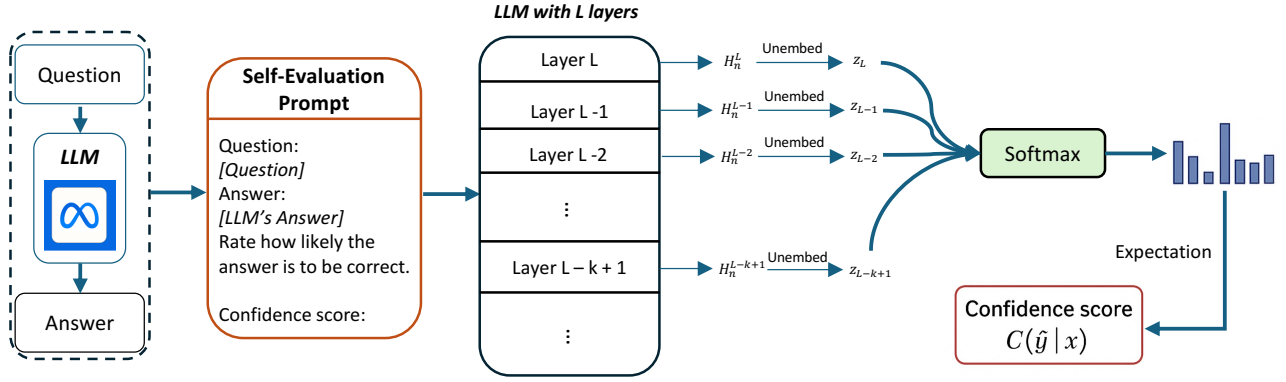 LLM with L layers
Question
LLM
Answer
Self-Evaluation
Prompt
Question:
[Question]
Answer:
[LLM's Answer]
Rate how likely the
answer is to be correct.
Confidence score:
Layer L
Layer L -1
Layer L -2
⋮
Layer L – k + 1
⋮
H_n^L
Unembed
z_L
H_n^{L-1}
Unembed
z_{L-1}
H_n^{L-2}
Unembed
z_{L-2}
H_n^{L-k+1}
Unembed
z_{L-k+1}
Softmax
Expectation
Confidence score
C(ŷ | x)